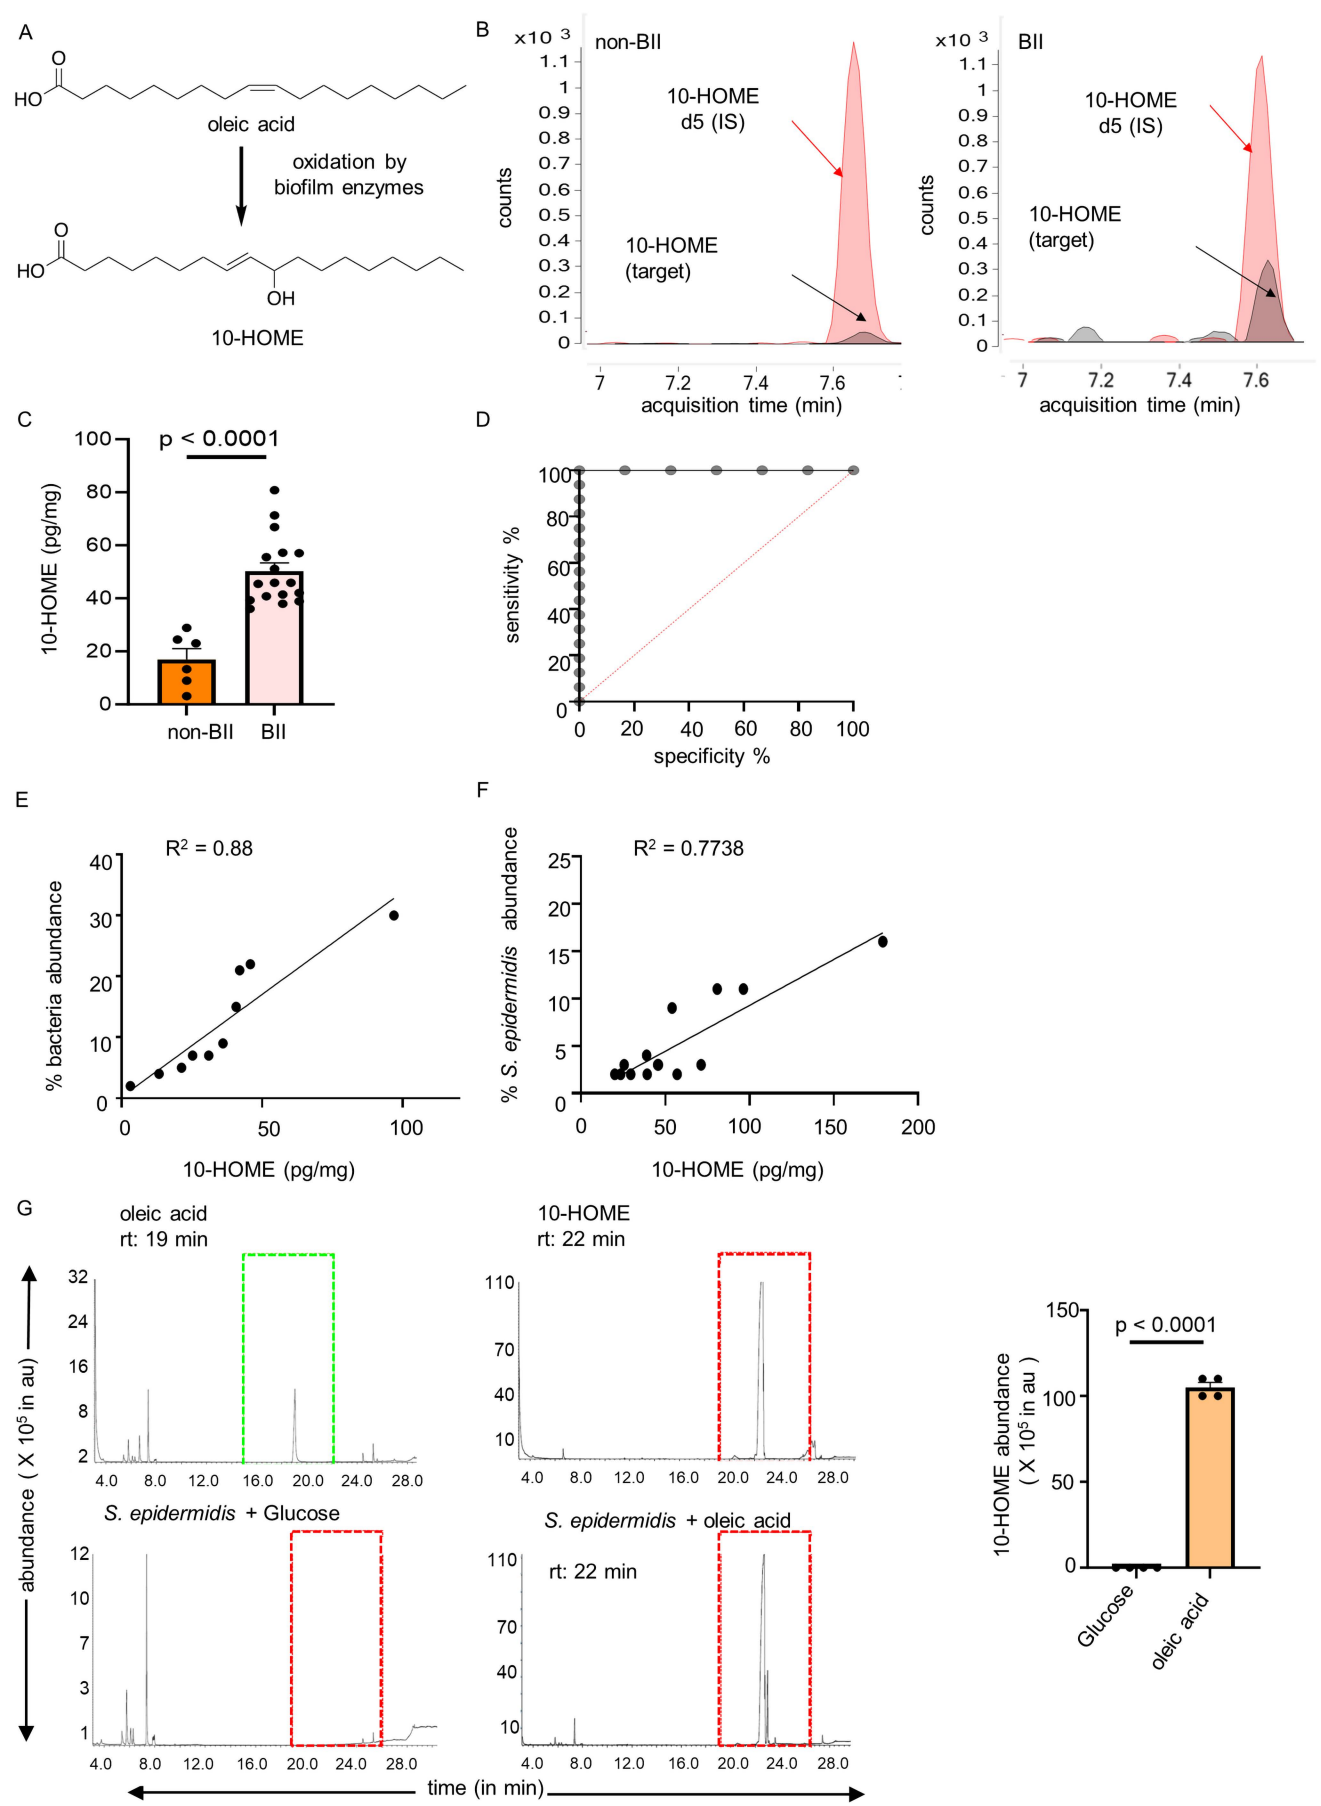 A
O
HO
oleic acid
oxidation by
biofilm enzymes
O
HO
OH
10-HOME
B
x10 3
non-BII
1.1
1
0.9
0.8
0.7
0.6
0.5
0.4
0.3
0.2
0.1
0
counts
10-HOME
d5 (IS)
10-HOME
(target)
7 7.2 7.4 7.6
acquisition time (min)
x10 3
BII
1.1
1
0.9
0.8
0.7
0.6
0.5
0.4
0.3
0.2
0.1
0
counts
10-HOME
d5 (IS)
10-HOME
(target)
7 7.2 7.4 7.6
acquisition time (min)
C
10-HOME (pg/mg)
100
80
60
40
20
0
p < 0.0001
non-BII BII
D
sensitivity %
100
80
60
40
20
0
0 20 40 60 80 100
specificity %
E
R² = 0.88
% bacteria abundance
40
30
20
10
0
0 50 100
10-HOME (pg/mg)
F
R² = 0.7738
% S. epidermidis abundance
25
20
15
10
5
0
0 50 100 150 200
10-HOME (pg/mg)
G
abundance ( X 10⁵ in au)
oleic acid
rt: 19 min
32
24
16
8
2
4.0 8.0 12.0 16.0 20.0 24.0 28.0
10-HOME
rt: 22 min
110
70
40
10
4.0 8.0 12.0 16.0 20.0 24.0 28.0
S. epidermidis + Glucose
12
10
7
3
1
4.0 8.0 12.0 16.0 20.0 24.0 28.0
S. epidermidis + oleic acid
rt: 22 min
110
70
40
10
4.0 8.0 12.0 16.0 20.0 24.0 28.0
time (in min)
10-HOME abundance
( X 10⁵ in au )
150
100
50
0
p < 0.0001
Glucose
oleic acid